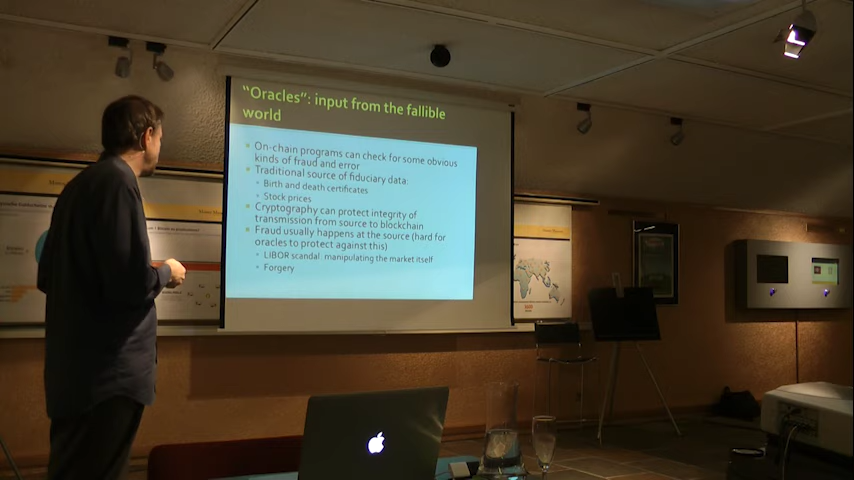 “Oracles”: input from the fallible
world
On-chain programs can check for some obvious
kinds of fraud and error
Traditional source of fiduciary data:
Birth and death certificates
Stock prices
Cryptography can protect integrity of
transmission from source to blockchain
Fraud usually happens at the source (hard for
oracles to protect against this)
LIBOR scandal manipulating the market itself
Forgery